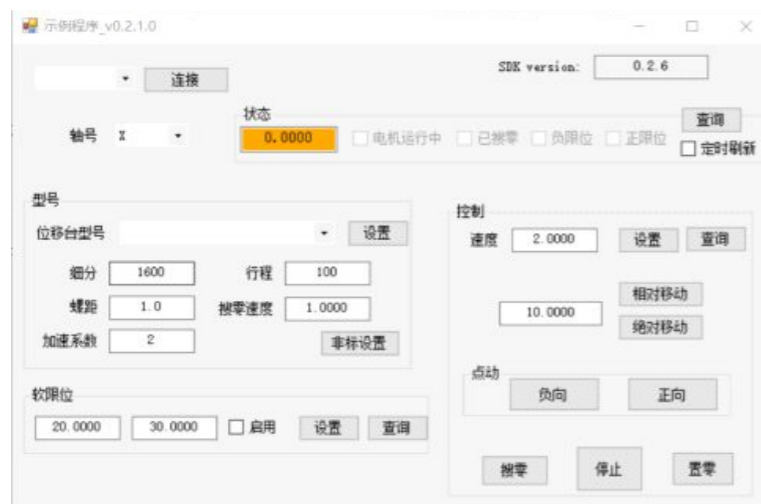 示例程序_v0.2.1.0
SDK version: 0.2.6
连接
状态
查询
轴号 X 0.0000 电机运行中 已搜零 负限位 正限位
定时刷新
型号
控制
位移台型号 设置
速度 2.0000 设置 查询
细分 1600 行程 100
相对移动
螺距 1.0 搜零速度 1.0000
10.0000
绝对移动
加速系数 2 非标设置
点动
软限位
负向 正向
20.0000 30.0000 启用 设置 查询
搜零 停止 置零